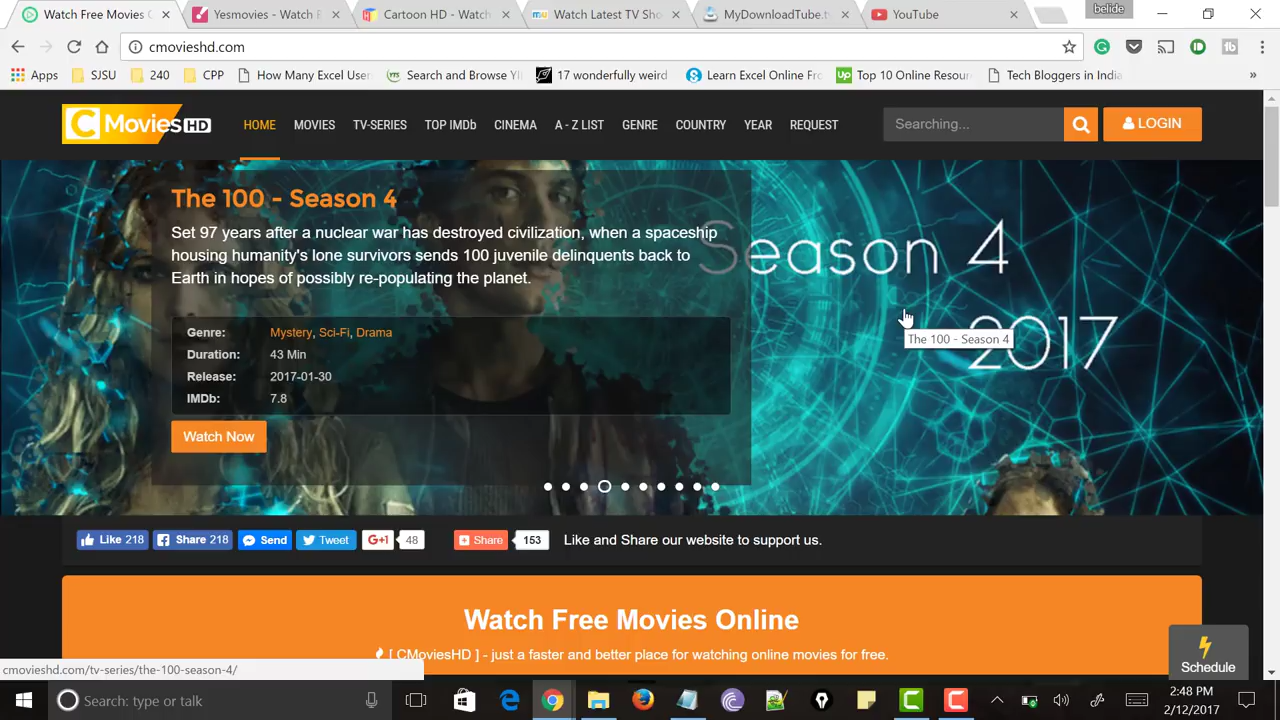 Watch Free Movies O
Yesmovies - Watch F
Cartoon HD - Watch
Watch Latest TV Sho
MyDownloadTube.tv
YouTube
belide
cmovieshd.com
Apps
SJSU
240
CPP
How Many Excel User
Search and Browse YI
17 wonderfully weird
Learn Excel Online Fr
Up Top 10 Online Resour
Tech Bloggers in India
»
C Movies HD
HOME
MOVIES
TV-SERIES
TOP IMDb
CINEMA
A - Z LIST
GENRE
COUNTRY
YEAR
REQUEST
Searching...
LOGIN
The 100 - Season 4
Set 97 years after a nuclear war has destroyed civilization, when a spaceship
housing humanity's lone survivors sends 100 juvenile delinquents back to
Earth in hopes of possibly re-populating the planet.
Genre: Mystery, Sci-Fi, Drama
Duration: 43 Min
Release: 2017-01-30
IMDb: 7.8
Watch Now
Season 4
2017
The 100 - Season 4
Like 218
Share 218
Send
Tweet
G+1 48
Share 153
Like and Share our website to support us.
Watch Free Movies Online
[ CMoviesHD ] - just a faster and better place for watching online movies for free.
Schedule
cmovieshd.com/tv-series/the-100-season-4/
Search: type or talk
2:48 PM
2/12/2017